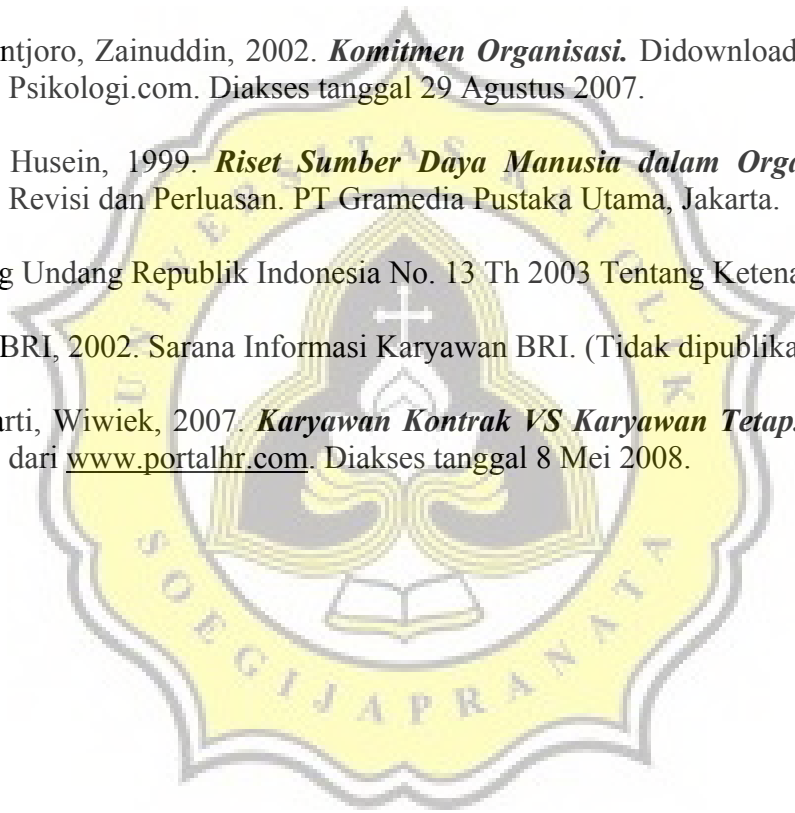 ntjoro, Zainuddin, 2002. Komitmen Organisasi. Didownload
Psikologi.com. Diakses tanggal 29 Agustus 2007.
Husein, 1999. Riset Sumber Daya Manusia dalam Orga
Revisi dan Perluasan. PT Gramedia Pustaka Utama, Jakarta.
g Undang Republik Indonesia No. 13 Th 2003 Tentang Ketena
BRI, 2002. Sarana Informasi Karyawan BRI. (Tidak dipublika
arti, Wiwiek, 2007. Karyawan Kontrak VS Karyawan Tetap.
dari www.portalhr.com. Diakses tanggal 8 Mei 2008.
UNIVERSITAS KATOLIK
SOEGIJAPRANATA